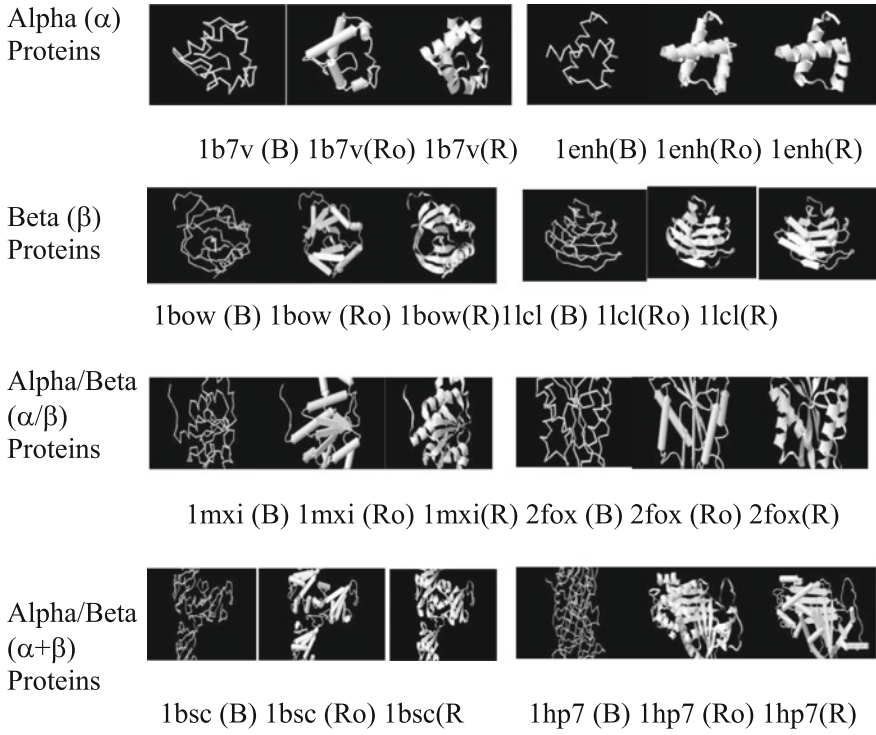 Alpha (α)
Proteins
1b7v (B) 1b7v(Ro) 1b7v(R)
1enh(B) 1enh(Ro) 1enh(R)
Beta (β)
Proteins
1bow (B) 1bow (Ro) 1bow(R)1lcl (B) 1lcl(Ro) 1lcl(R)
Alpha/Beta
(α/β)
Proteins
1mxi (B) 1mxi (Ro) 1mxi(R) 2fox (B) 2fox (Ro) 2fox(R)
Alpha/Beta
(α+β)
Proteins
1bsc (B) 1bsc (Ro) 1bsc(R
1hp7 (B) 1hp7 (Ro) 1hp7(R)